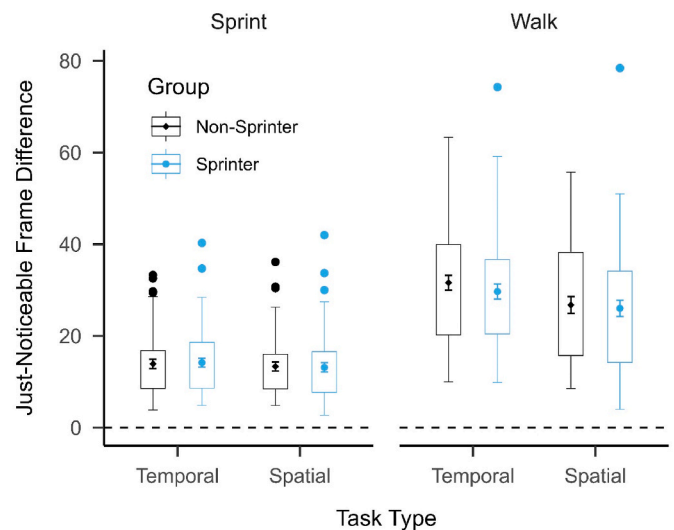 Sprint
Walk
Just-Noticeable Frame Difference
80
60
40
20
0
Group
Non-Sprinter
Sprinter
Temporal
Spatial
Temporal
Spatial
Task Type